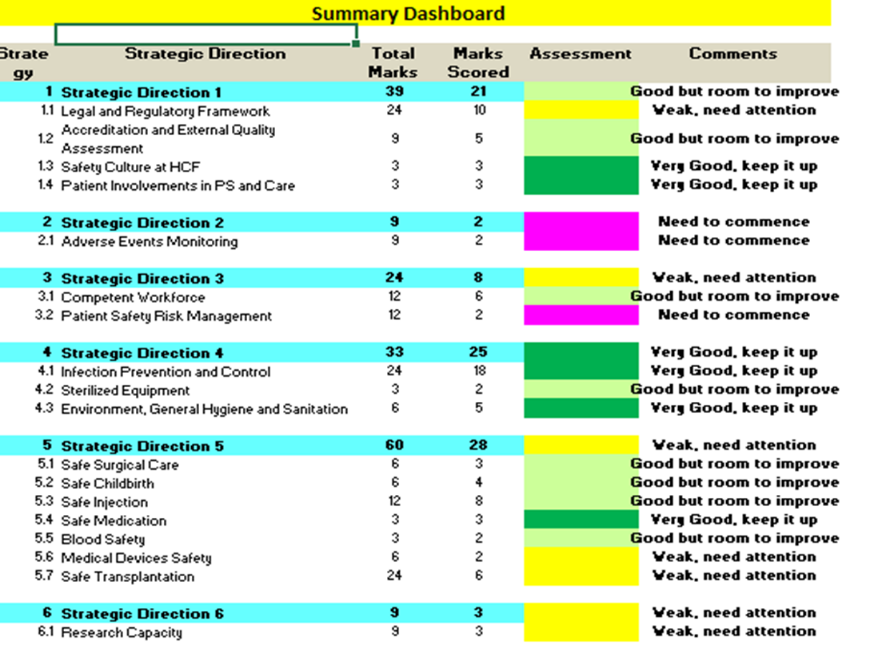 Summary Dashboard
Strate gy Strategic Direction Total Marks Marks Scored Assessment Comments
1 Strategic Direction 1 39 21 Good but room to improve
1.1 Legal and Regulatory Framework 24 10 Weak, need attention
1.2 Accreditation and External Quality Assessment 9 5 Good but room to improve
1.3 Safety Culture at HCF 3 3 Very Good, keep it up
1.4 Patient Involvements in PS and Care 3 3 Very Good, keep it up
2 Strategic Direction 2 9 2 Need to commence
2.1 Adverse Events Monitoring 9 2 Need to commence
3 Strategic Direction 3 24 8 Weak, need attention
3.1 Competent Workforce 12 6 Good but room to improve
3.2 Patient Safety Risk Management 12 2 Need to commence
4 Strategic Direction 4 33 25 Very Good, keep it up
4.1 Infection Prevention and Control 24 18 Very Good, keep it up
4.2 Sterilized Equipment 3 2 Good but room to improve
4.3 Environment, General Hygiene and Sanitation 6 5 Very Good, keep it up
5 Strategic Direction 5 60 28 Weak, need attention
5.1 Safe Surgical Care 6 3 Good but room to improve
5.2 Safe Childbirth 6 4 Good but room to improve
5.3 Safe Injection 12 8 Good but room to improve
5.4 Safe Medication 3 3 Very Good, keep it up
5.5 Blood Safety 3 2 Good but room to improve
5.6 Medical Devices Safety 6 2 Weak, need attention
5.7 Safe Transplantation 24 6 Weak, need attention
6 Strategic Direction 6 9 3 Weak, need attention
6.1 Research Capacity 9 3 Weak, need attention